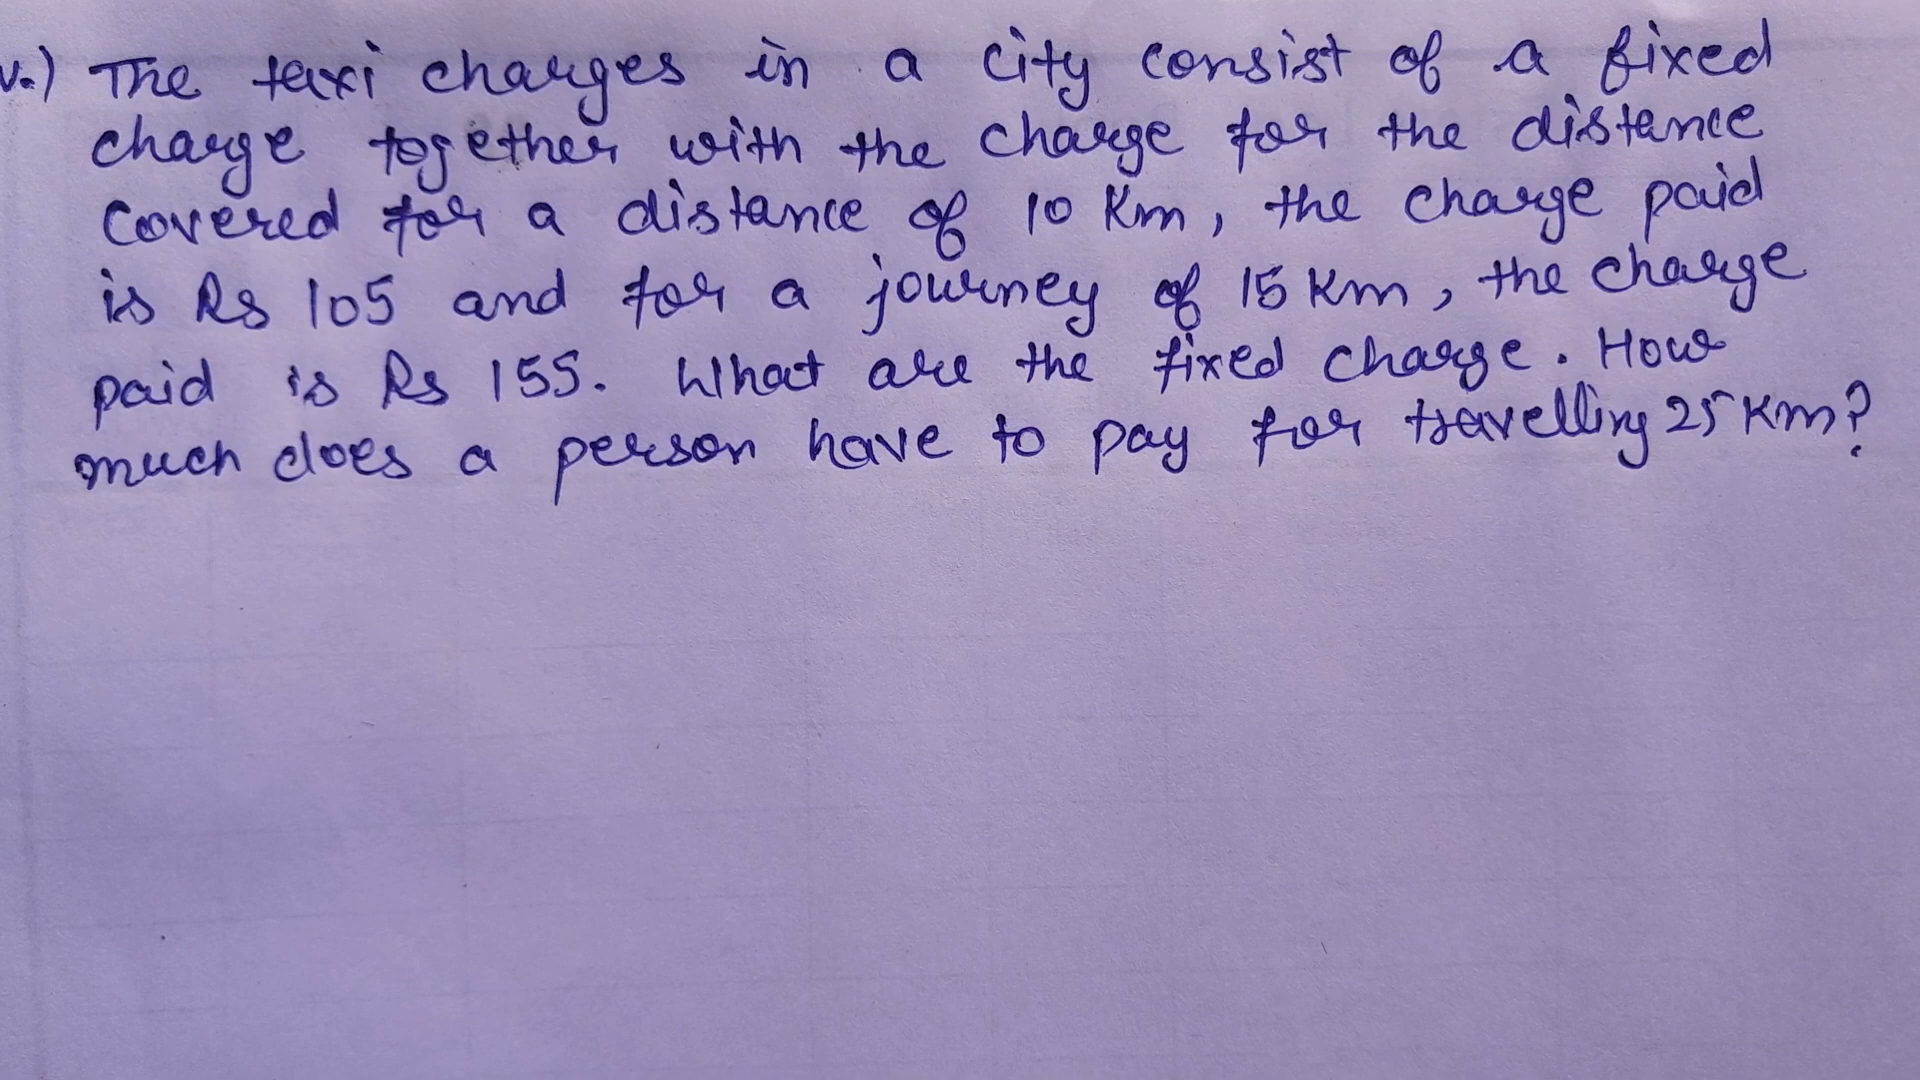 v.) The taxi charges in a city consist of a fixed
charge together with the charge for the distance
covered for a distance of 10 Km, the charge paid
is Rs 105 and for a journey of 15 Km, the charge
paid is Rs 155. What are the fixed charge. How
much does a person have to pay for travelling 25 Km?